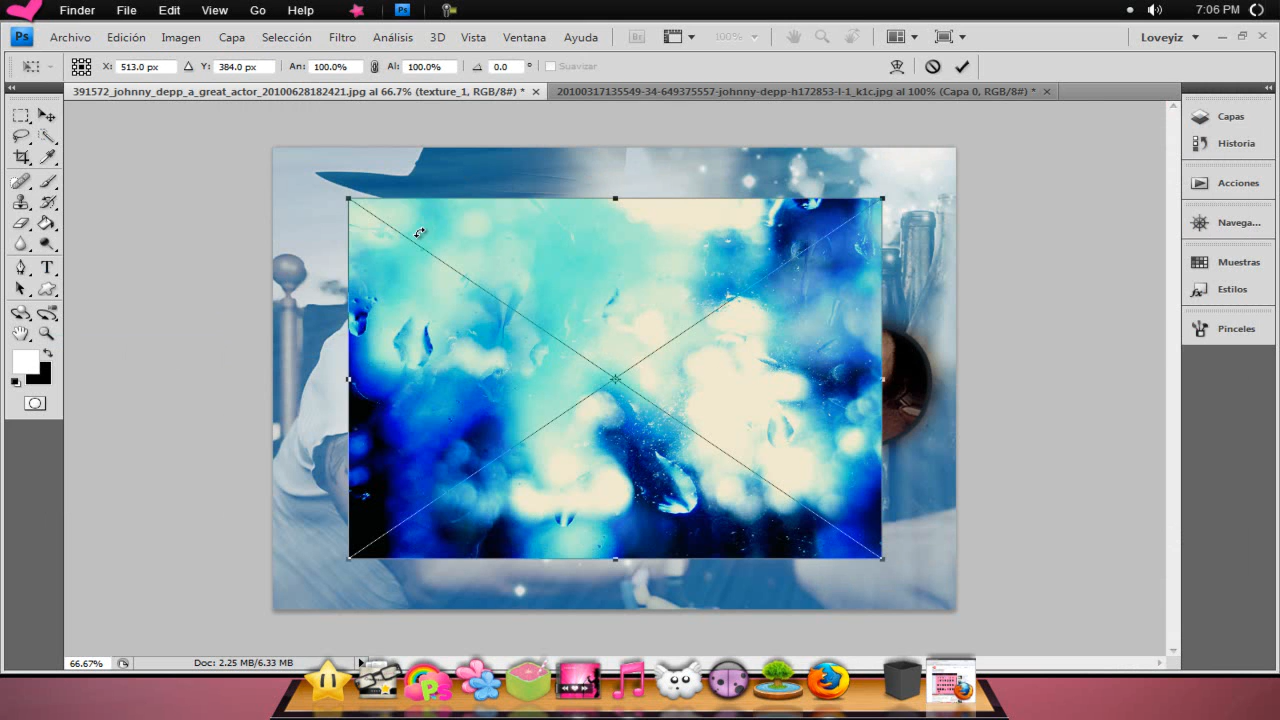 Finder File Edit View Go Help Ps 7:06 PM
Ps Archivo Edición Imagen Capa Selección Filtro Análisis 3D Vista Ventana Ayuda Br 100% Loveyiz
X: 513.0 px Y: 384.0 px An: 100.0% Al: 100.0% 0.0 ° Suavizar
391572_johnny_depp_a_great_actor_20100628182421.jpg al 66.7% (texture_1, RGB/8#) * 20100317135549-34-649375557-johnny-depp-h172853-l-1_k1c.jpg al 100% (Capa 0, RGB/8#) *
Capas
Historia
Acciones
Navega...
Muestras
Estilos
Pinceles
66.67% Doc: 2.25 MB/6.33 MB